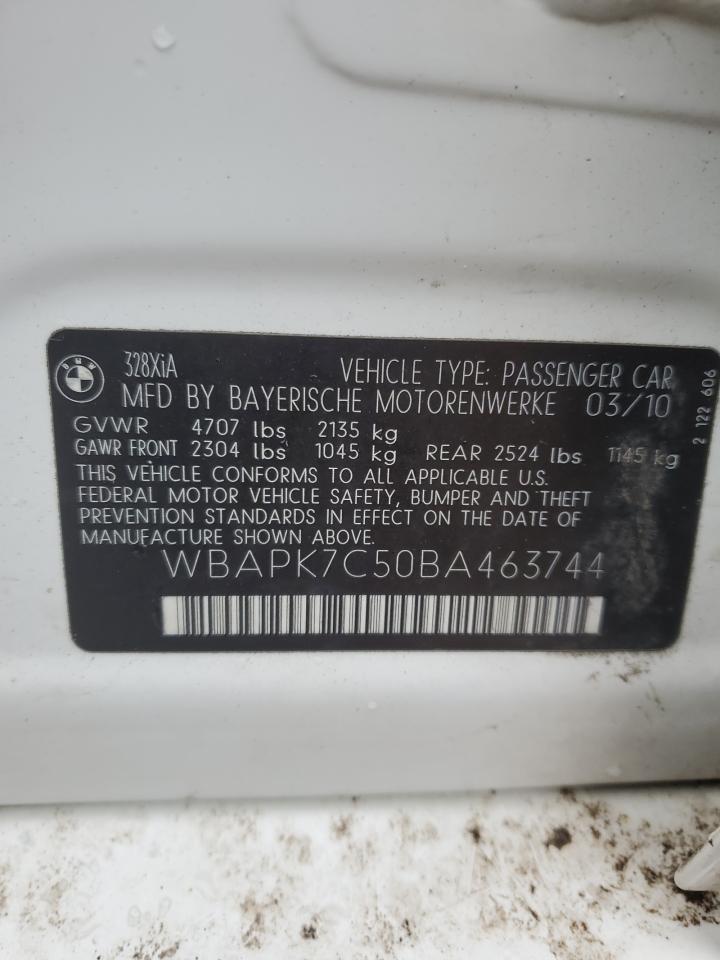 BMW
328XiA
VEHICLE TYPE: PASSENGER CAR
MFD BY BAYERISCHE MOTORENWERKE 03/10
GVWR 4707 lbs 2135 kg
GAWR FRONT 2304 lbs 1045 kg REAR 2524 lbs 1145 kg
THIS VEHICLE CONFORMS TO ALL APPLICABLE U.S.
FEDERAL MOTOR VEHICLE SAFETY, BUMPER AND THEFT
PREVENTION STANDARDS IN EFFECT ON THE DATE OF
MANUFACTURE SHOWN ABOVE.
WBAPK7C50BA463744
2 122 606